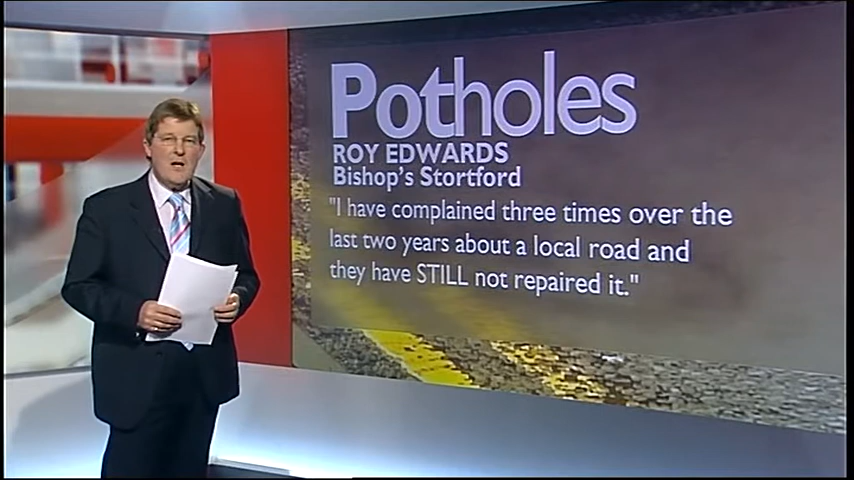 Potholes
ROY EDWARDS
Bishop's Stortford
"I have complained three times over the
last two years about a local road and
they have STILL not repaired it."